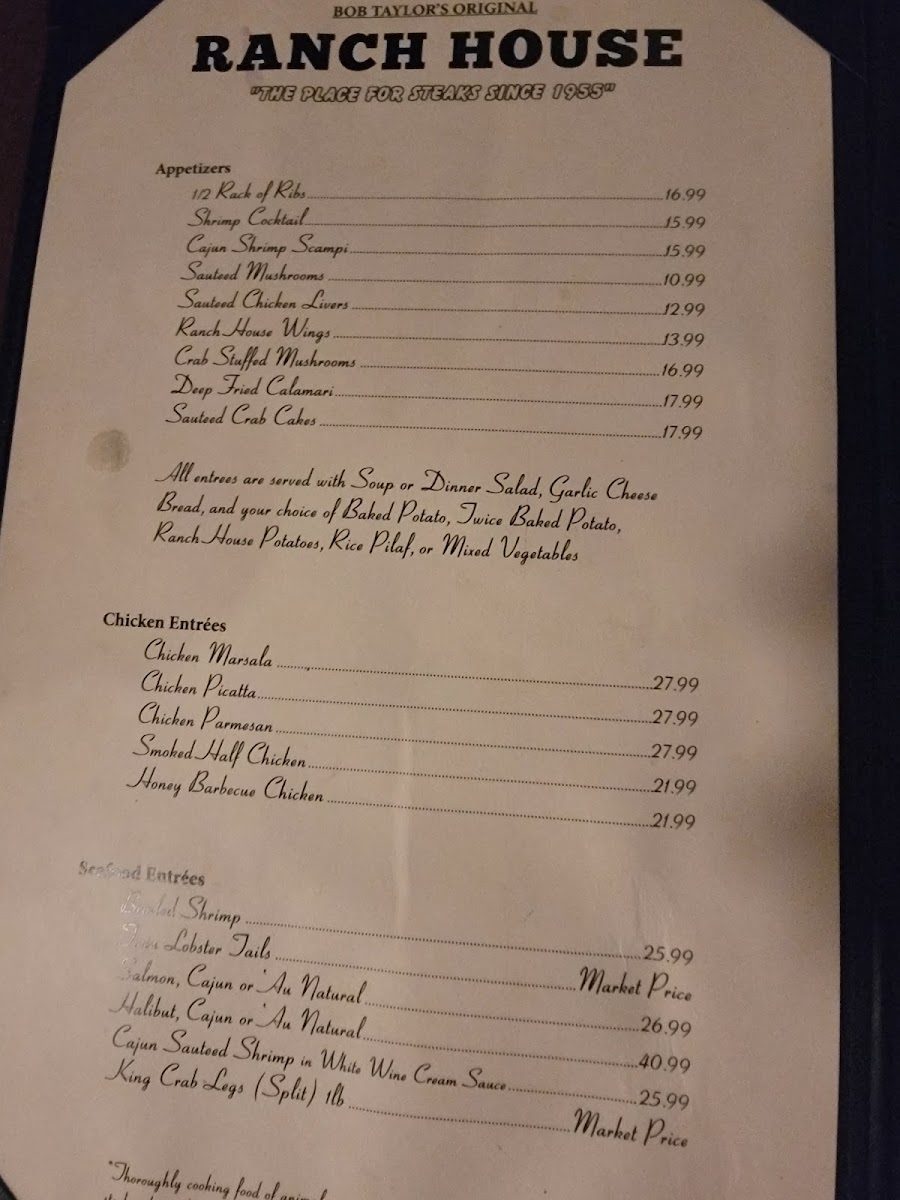 BOB TAYLOR'S ORIGINAL
RANCH HOUSE
"THE PLACE FOR STEAKS SINCE 1955"
Appetizers
1/2 Rack of Ribs 16.99
Shrimp Cocktail 15.99
Cajun Shrimp Scampi 15.99
Sauteed Mushrooms 10.99
Sauteed Chicken Livers 12.99
Ranch House Wings 13.99
Crab Stuffed Mushrooms 16.99
Deep Fried Calamari 17.99
Sauteed Crab Cakes 17.99
All entrees are served with Soup or Dinner Salad, Garlic Cheese
Bread, and your choice of Baked Potato, Twice Baked Potato,
Ranch House Potatoes, Rice Pilaf, or Mixed Vegetables
Chicken Entrées
Chicken Marsala 27.99
Chicken Picatta 27.99
Chicken Parmesan 27.99
Smoked Half Chicken 21.99
Honey Barbecue Chicken 21.99
Seafood Entrées
Shrimp 25.99
Lobster Tails Market Price
Salmon, Cajun or 'Au Natural 26.99
Halibut, Cajun or 'Au Natural 40.99
Cajun Sauteed Shrimp in White Wine Cream Sauce 25.99
King Crab Legs (Split) 1lb Market Price
*Thoroughly cooking food of